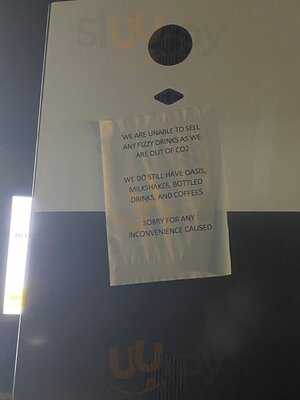 WE ARE UNABLE TO SELL
ANY FIZZY DRINKS AS WE
ARE OUT OF CO2
WE DO STILL HAVE OASIS,
MILKSHAKES, BOTTLED
DRINKS, AND COFFEES
SORRY FOR ANY
INCONVENIENCE CAUSED